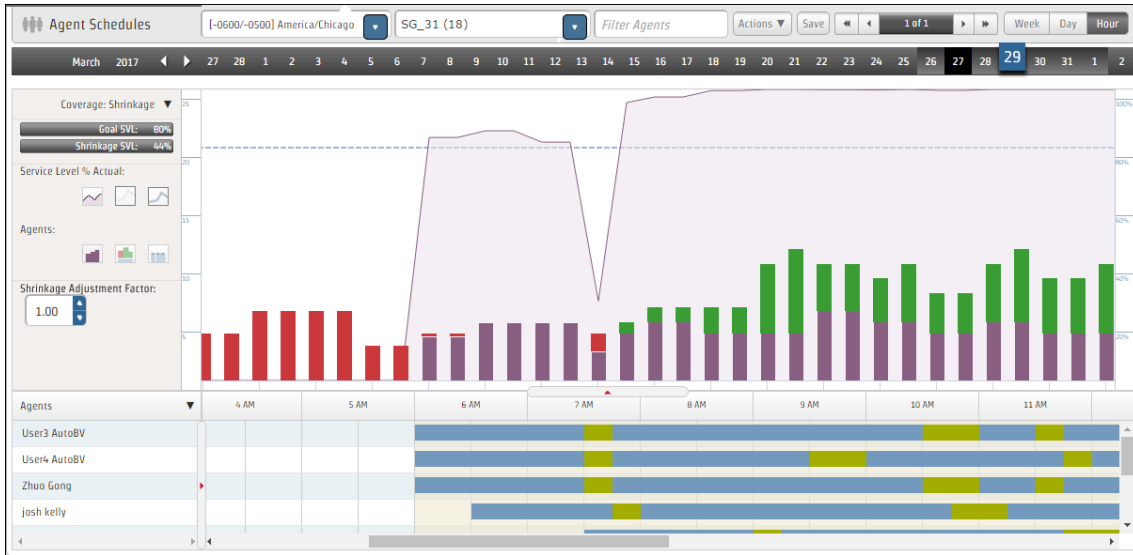 Agent Schedules
[-0600/-0500] America/Chicago
SG_31 (18)
Filter Agents
Actions ▼
Save
1 of 1
Week
Day
Hour
March 2017
27 28 1 2 3 4 5 6 7 8 9 10 11 12 13 14 15 16 17 18 19 20 21 22 23 24 25 26 27 28 29 30 31 1 2
Coverage: Shrinkage ▼
Goal SVL: 80%
Shrinkage SVL: 44%
Service Level % Actual:
Agents:
Shrinkage Adjustment Factor:
1.00
25
20
15
10
5
100%
80%
60%
40%
20%
Agents ▼
4 AM 5 AM 6 AM 7 AM 8 AM 9 AM 10 AM 11 AM
User3 AutoBV
User4 AutoBV
Zhuo Gong
josh kelly